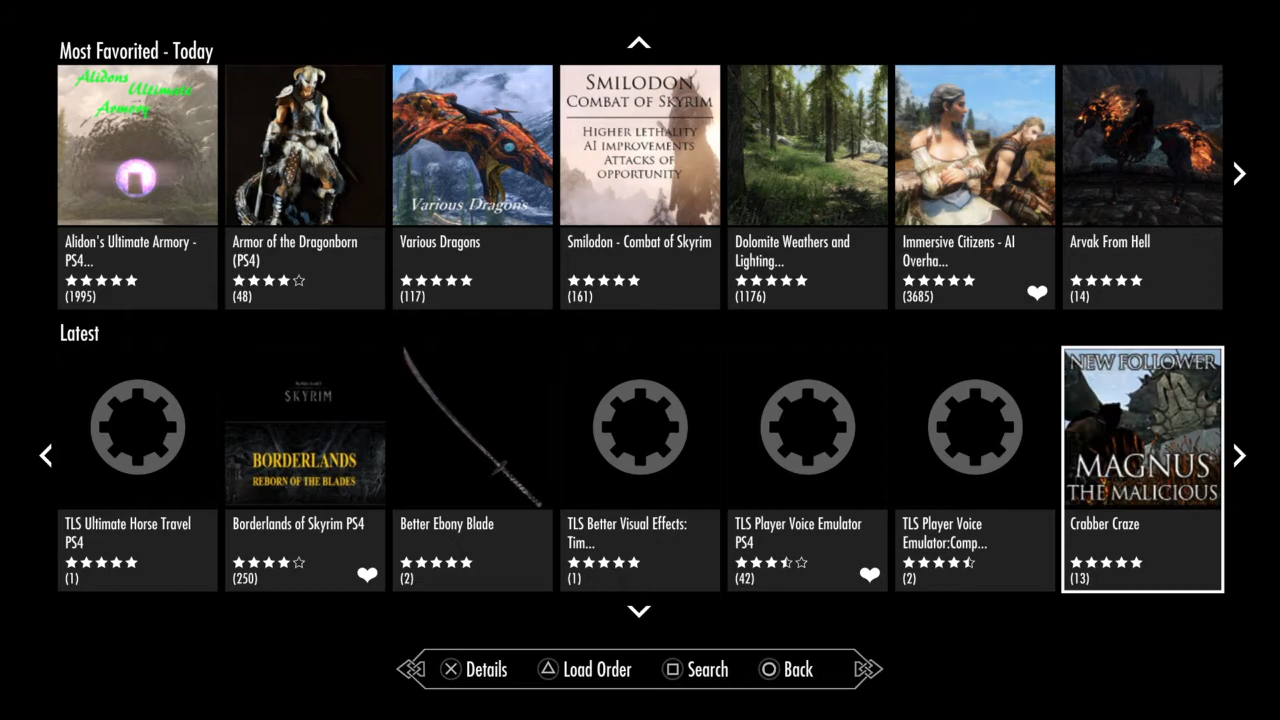 Most Favorited - Today
Alidons
Ultimate
Armory
SMILODON
COMBAT OF SKYRIM
HIGHER LETHALITY
AI IMPROVEMENTS
ATTACKS OF
OPPORTUNITY
Various Dragons
Alidon's Ultimate Armory -
PS4...
(1995)
Armor of the Dragonborn
(PS4)
(48)
Various Dragons
(117)
Smilodon - Combat of Skyrim
(161)
Dolomite Weathers and
Lighting...
(1176)
Immersive Citizens - AI
Overha...
(3685)
Arvak From Hell
(14)
Latest
SKYRIM
BORDERLANDS
REBORN OF THE BLADES
NEW FOLLOWER
MAGNUS
THE MALICIOUS
TLS Ultimate Horse Travel
PS4
(1)
Borderlands of Skyrim PS4
(250)
Better Ebony Blade
(2)
TLS Better Visual Effects:
Tim...
(1)
TLS Player Voice Emulator
PS4
(42)
TLS Player Voice
Emulator:Comp...
(2)
Crabber Craze
(13)
Details
Load Order
Search
Back